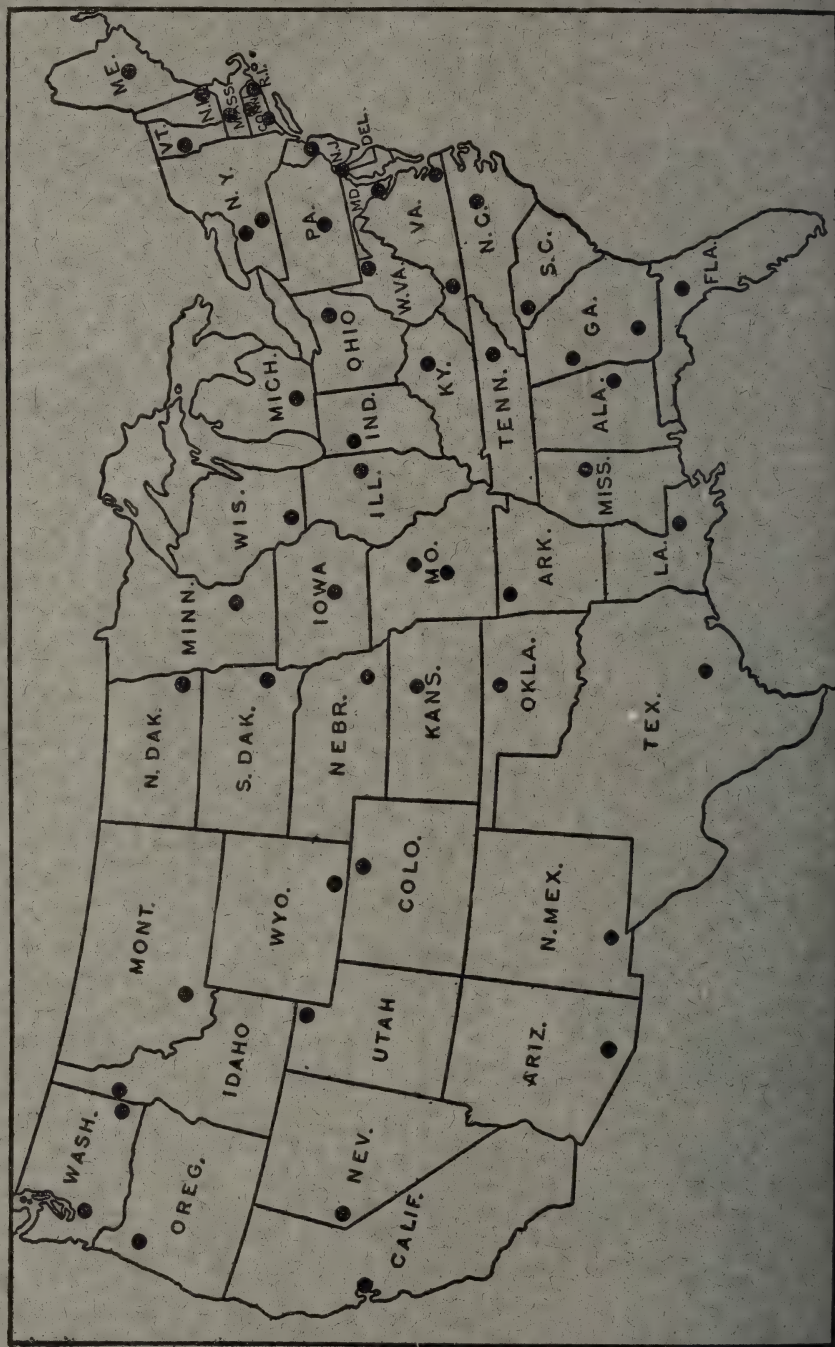 WASH.
OREG.
CALIF.
NEV.
IDAHO
MONT.
WYO.
UTAH
ARIZ.
COLO.
N.MEX.
N. DAK.
S. DAK.
NEBR.
KANS.
OKLA.
TEX.
MINN.
IOWA
MO.
ARK.
LA.
WIS.
ILL.
MICH.
IND.
OHIO
KY.
TENN.
MISS.
ALA.
GA.
FLA.
S.C.
N.C.
VA.
W.VA.
MD.
DEL.
N.J.
PA.
N.Y.
VT.
N.H.
ME.
MASS.
CONN.
R.I.